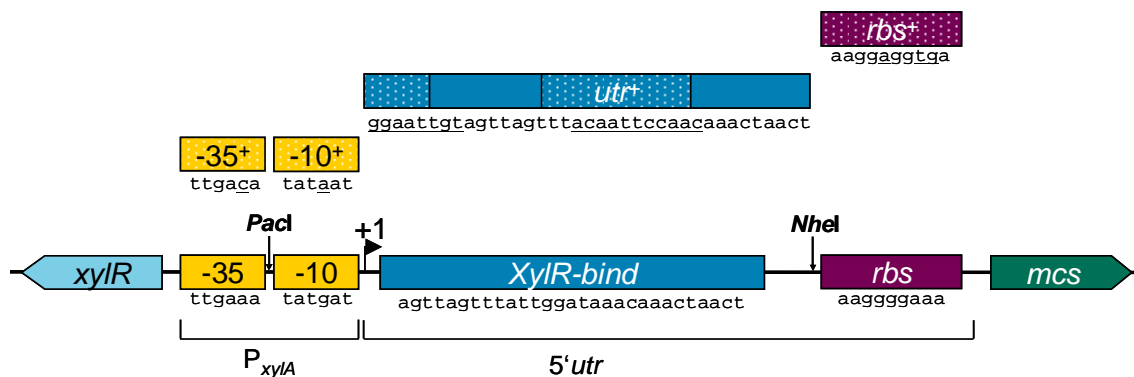 rbs⁺
aaggaggtga
utr⁺
ggaattgtagttagtttacaattccaacaaactaact
-35⁺ -10⁺
ttgaca tataat
PacI +1 NheI
xylR -35 -10 XylR-bind rbs mcs
ttgaaa tatgat agttagtttattggataaacaaactaact aaggggaaa
PxylA 5‘utr